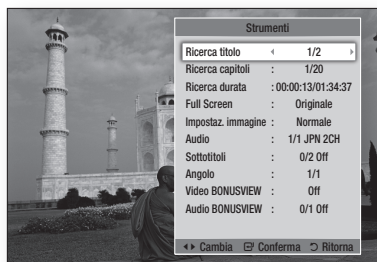 Strumenti
Ricerca titolo 1/2
Ricerca capitoli : 1/20
Ricerca durata : 00:00:13/01:34:37
Full Screen : Originale
Impostaz. immagine : Normale
Audio : 1/1 JPN 2CH
Sottotitoli : 0/2 Off
Angolo : 1/1
Video BONUSVIEW : Off
Audio BONUSVIEW : 0/1 Off
Cambia Conferma Ritorna